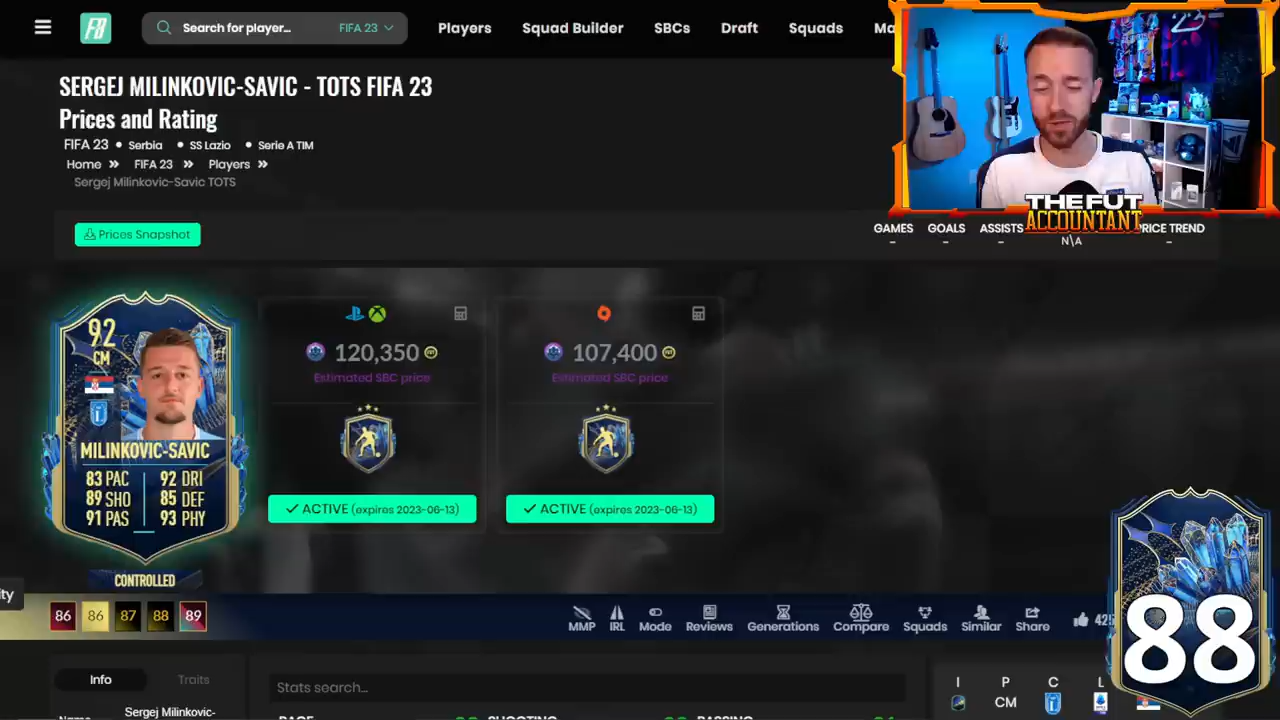 FB
Search for player...
FIFA 23
Players
Squad Builder
SBCs
Draft
Squads
SERGEJ MILINKOVIC-SAVIC - TOTS FIFA 23
Prices and Rating
FIFA 23 • Serbia • SS Lazio • Serie A TIM
Home » FIFA 23 » Players »
Sergej Milinkovic-Savic TOTS
THE FUT
ACCOUNTANT
Prices Snapshot
GAMES
GOALS
ASSISTS
RICE TREND
-
-
-
N\A
-
92
CM
MILINKOVIC-SAVIC
83 PAC
92 DRI
89 SHO
85 DEF
91 PAS
93 PHY
CONTROLLED
120,350
Estimated SBC price
ACTIVE (expires 2023-06-13)
107,400
Estimated SBC price
ACTIVE (expires 2023-06-13)
ity
86
86
87
88
89
MMP
IRL
Mode
Reviews
Generations
Compare
Squads
Similar
Share
88
Info
Traits
Stats search...
I
P
C
L
CM
Sergej Milinkovic-